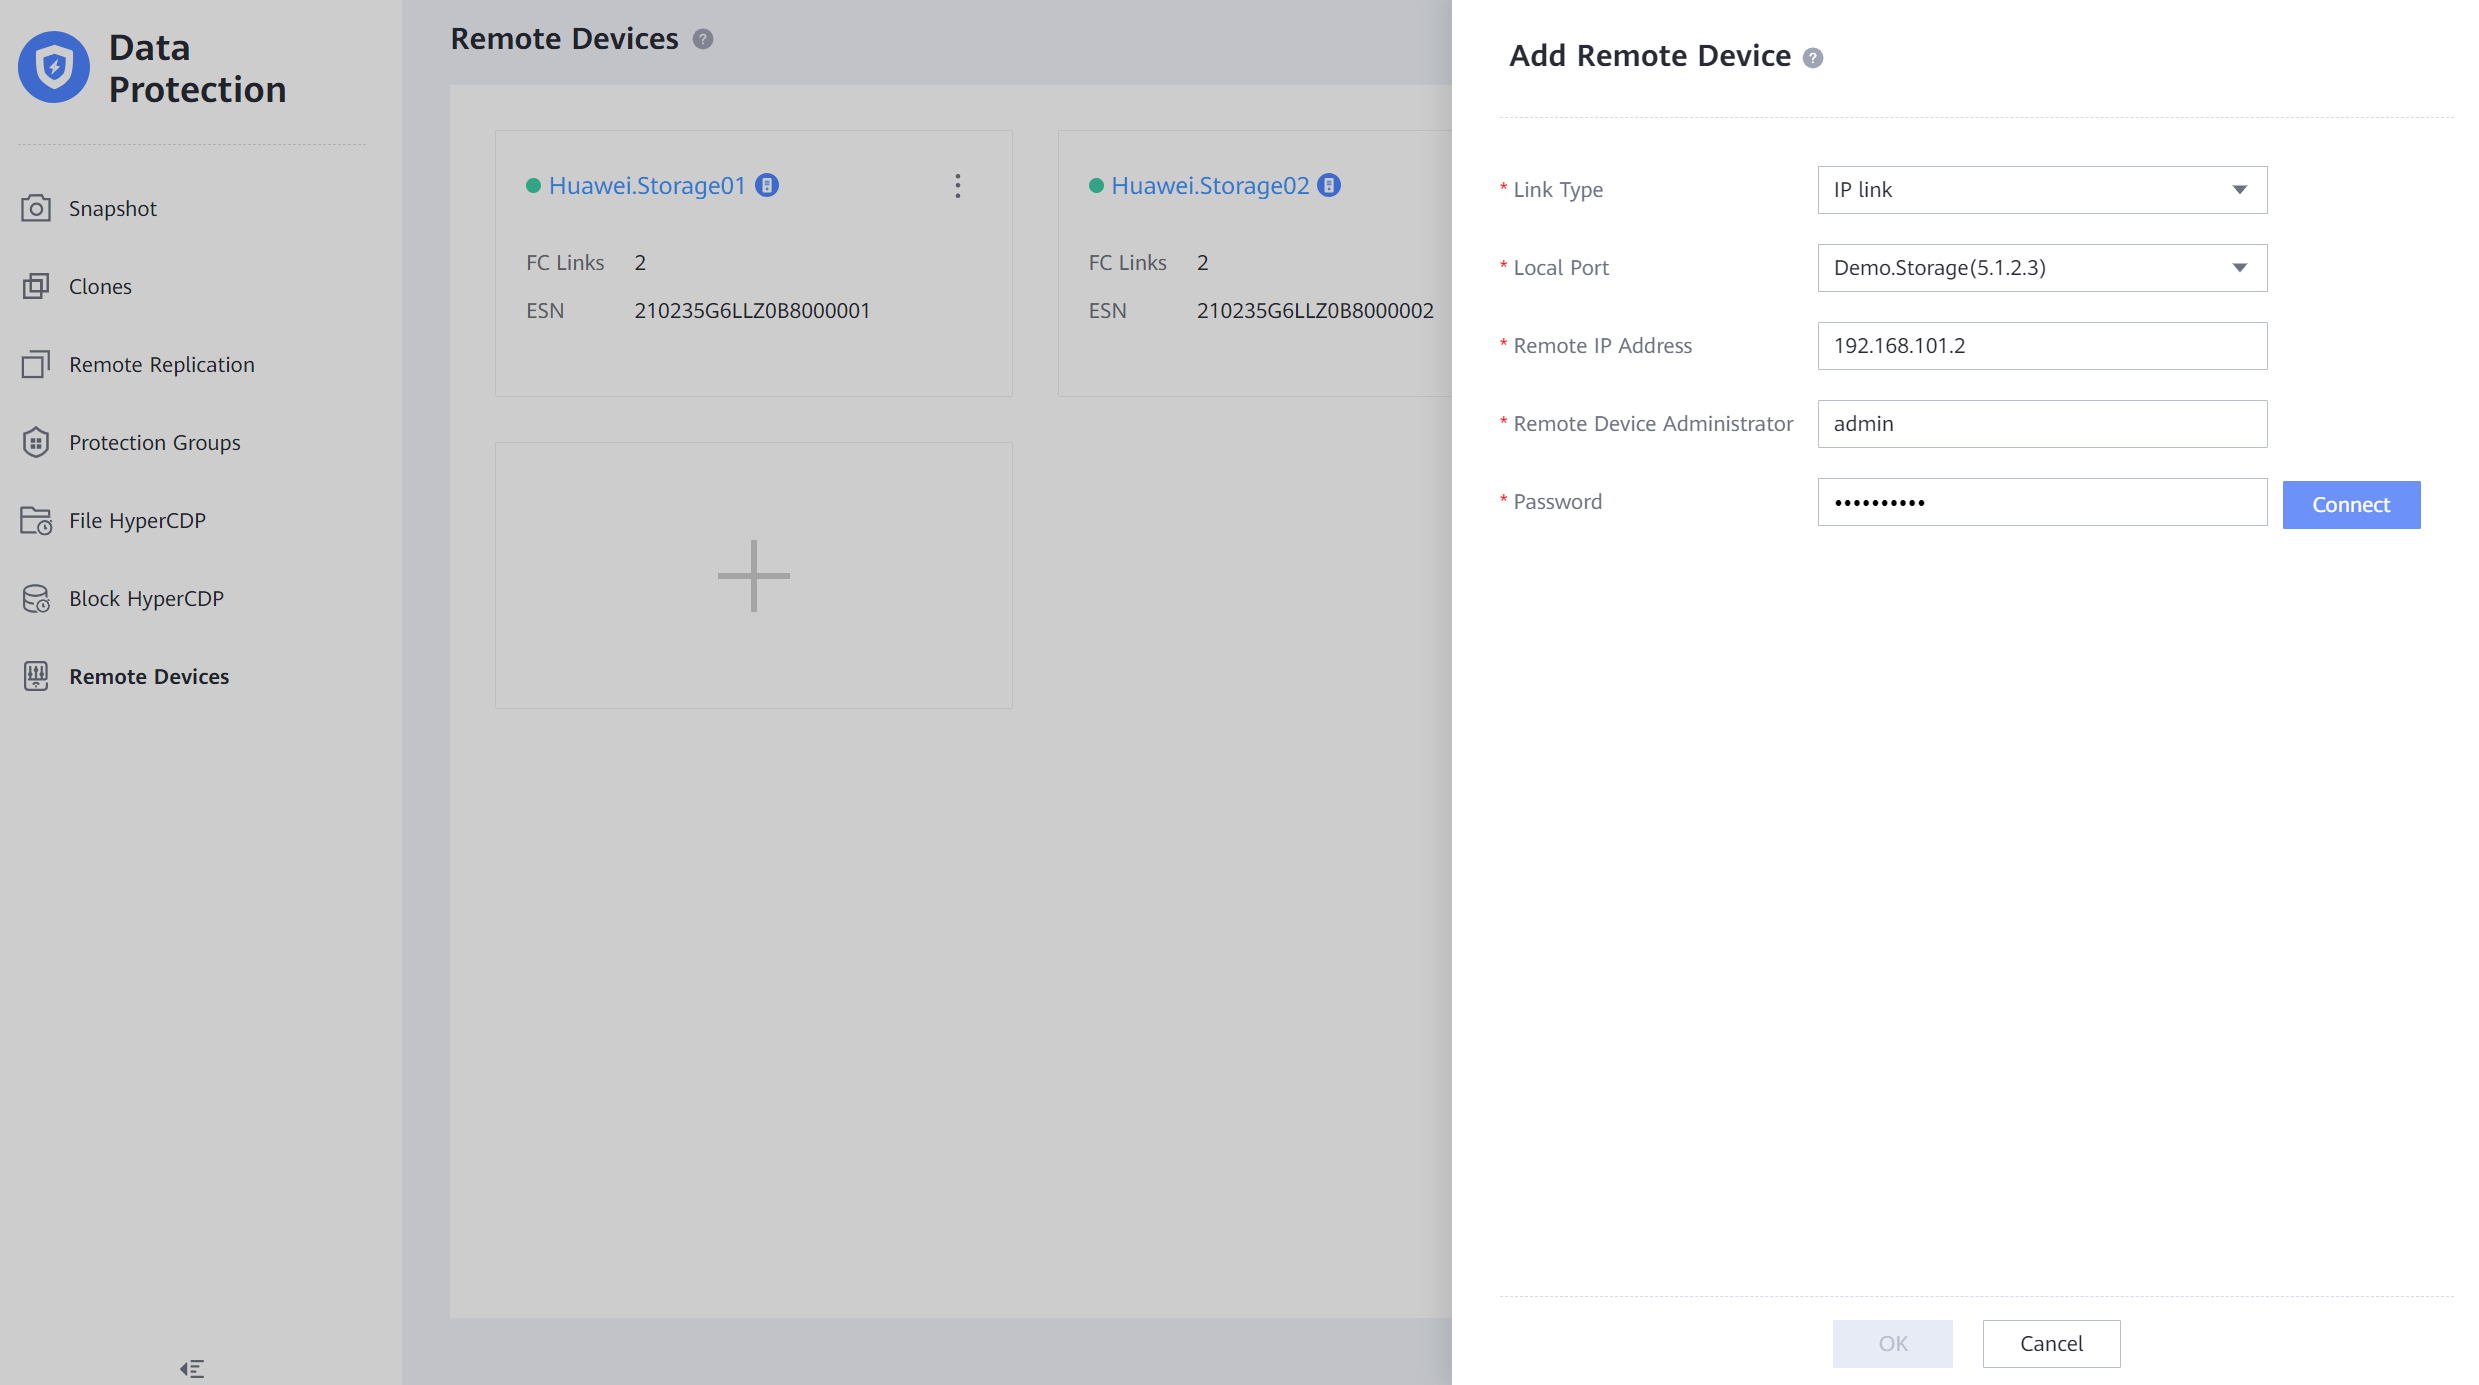 Data
Protection
Snapshot
Clones
Remote Replication
Protection Groups
File HyperCDP
Block HyperCDP
Remote Devices
Remote Devices ?
Huawei.Storage01
FC Links 2
ESN 210235G6LLZ0B8000001
Huawei.Storage02
FC Links 2
ESN 210235G6LLZ0B8000002
Add Remote Device ?
* Link Type IP link
* Local Port Demo.Storage(5.1.2.3)
* Remote IP Address 192.168.101.2
* Remote Device Administrator admin
* Password ••••••••••
Connect
OK Cancel